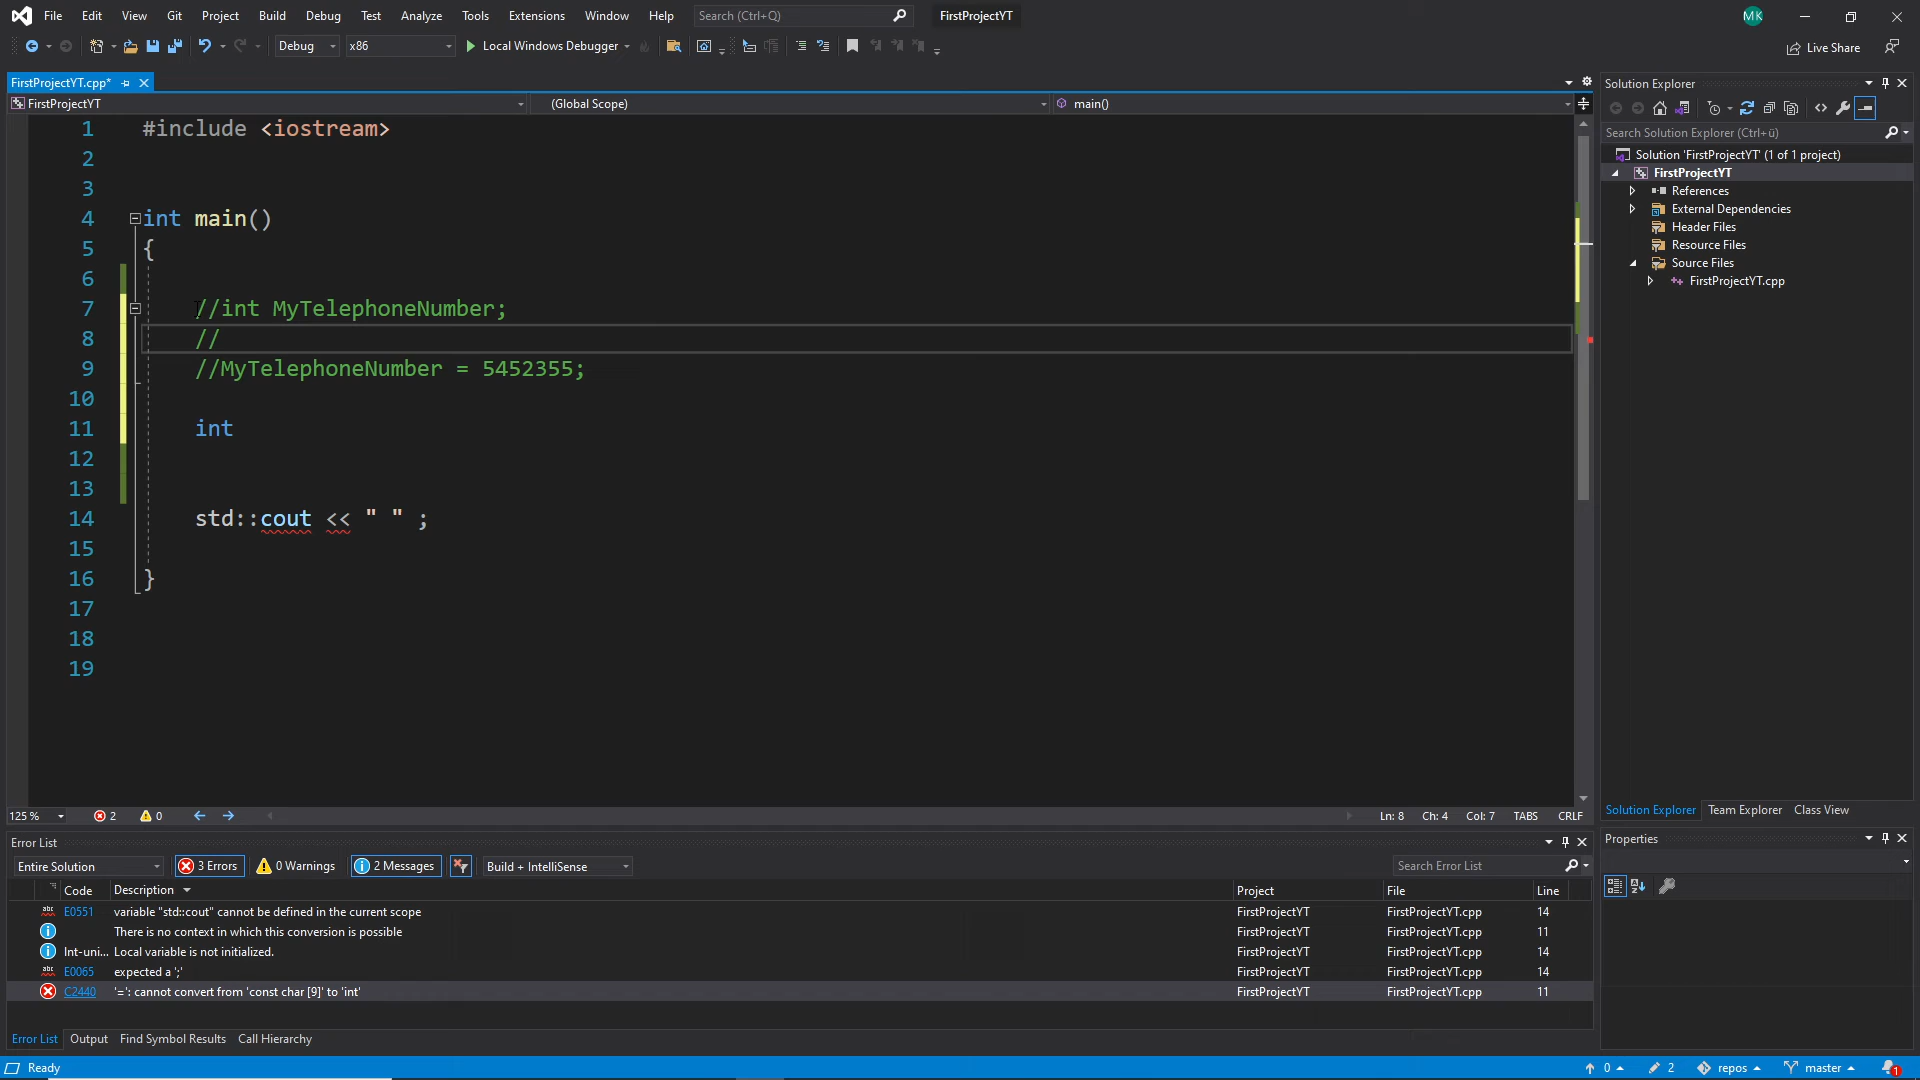 File Edit View Git Project Build Debug Test Analyze Tools Extensions Window Help Search (Ctrl+Q) FirstProjectYT MK
Debug x86 Local Windows Debugger Live Share
FirstProjectYT.cpp*
FirstProjectYT (Global Scope) main()
1 #include <iostream>
2
3
4 int main()
5 {
6
7 //int MyTelephoneNumber;
8 //
9 //MyTelephoneNumber = 5452355;
10
11 int
12
13
14 std::cout << " " ;
15
16 }
17
18
19
125 % 2 0 Ln: 8 Ch: 4 Col: 7 TABS CRLF
Error List
Entire Solution 3 Errors 0 Warnings 2 Messages Build + IntelliSense Search Error List
Code Description Project File Line
abc E0551 variable "std::cout" cannot be defined in the current scope FirstProjectYT FirstProjectYT.cpp 14
There is no context in which this conversion is possible FirstProjectYT FirstProjectYT.cpp 11
Int-uni... Local variable is not initialized. FirstProjectYT FirstProjectYT.cpp 14
abc E0065 expected a ';' FirstProjectYT FirstProjectYT.cpp 14
C2440 '=': cannot convert from 'const char [9]' to 'int' FirstProjectYT FirstProjectYT.cpp 11
Error List Output Find Symbol Results Call Hierarchy
Solution Explorer
Search Solution Explorer (Ctrl+ü)
Solution 'FirstProjectYT' (1 of 1 project)
FirstProjectYT
References
External Dependencies
Header Files
Resource Files
Source Files
FirstProjectYT.cpp
Solution Explorer Team Explorer Class View
Properties
Ready 0 2 repos master 1